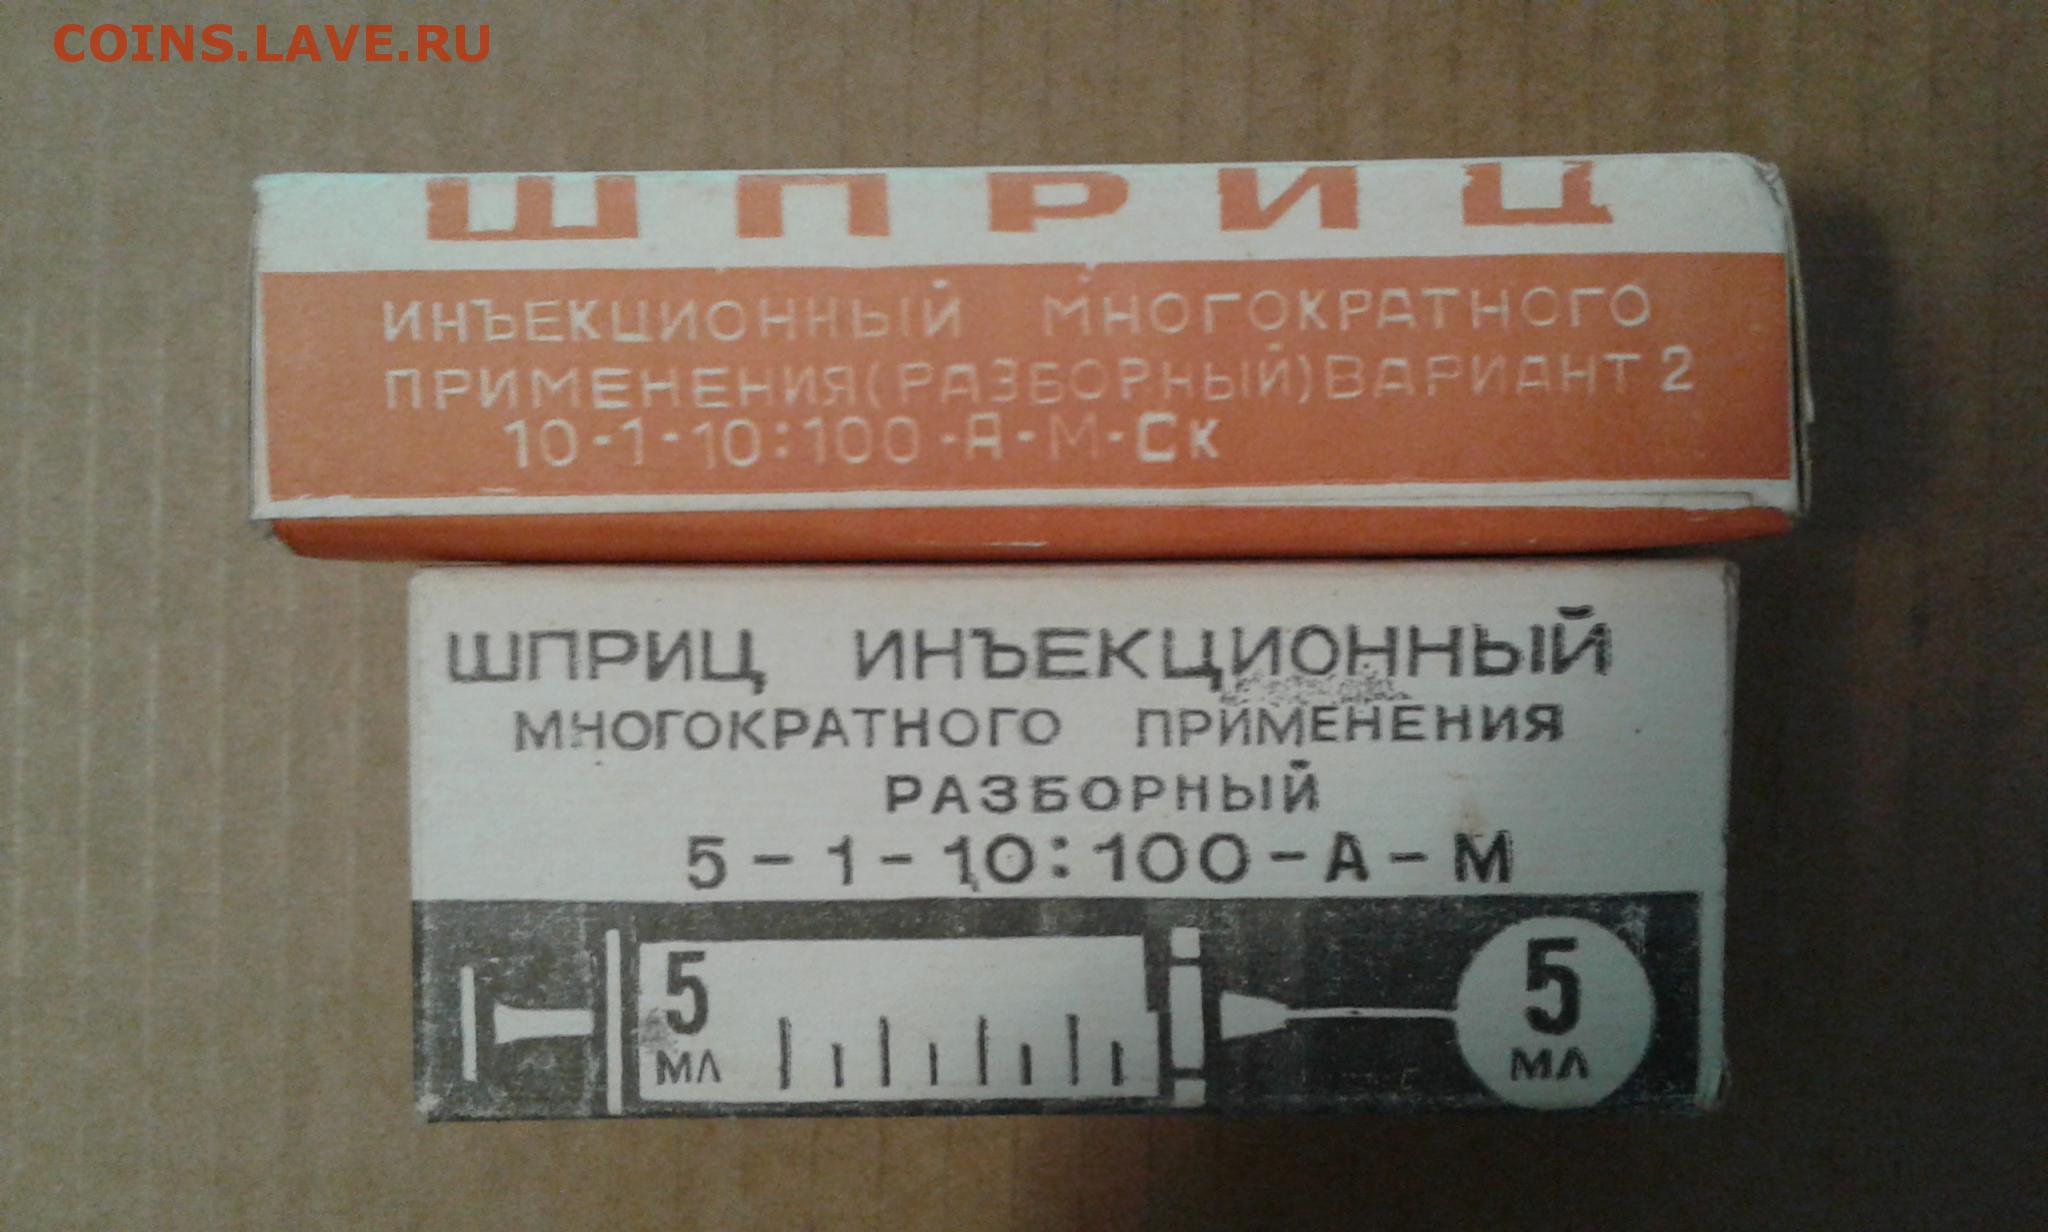 COINS.LAVE.RU
ШПРИЦ
ИНЪЕКЦИОННЫЙ МНОГОКРАТНОГО
ПРИМЕНЕНИЯ(РАЗБОРНЫЙ)ВАРИАНТ 2
10-1-10:100-А-М-Ск
ШПРИЦ ИНЪЕКЦИОННЫЙ
МНОГОКРАТНОГО ПРИМЕНЕНИЯ
РАЗБОРНЫЙ
5-1-10:100-А-М
5
МЛ
5
МЛ